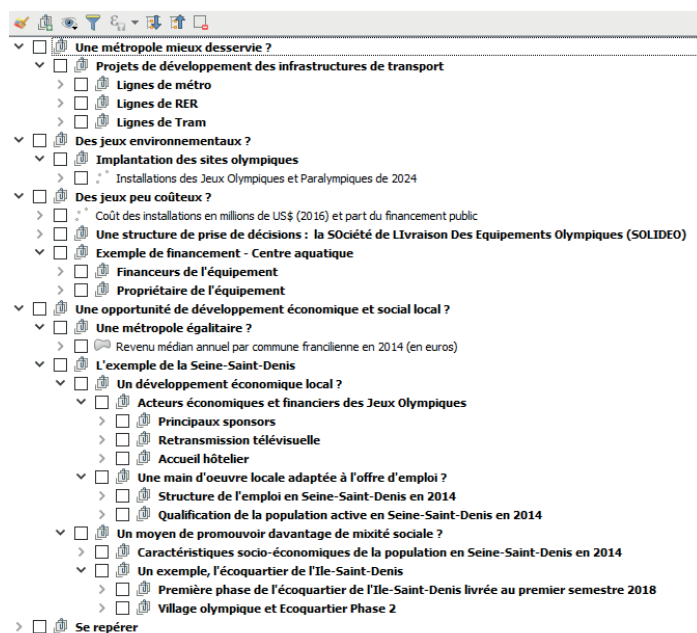 Une métropole mieux desservie ?
Projets de développement des infrastructures de transport
Lignes de métro
Lignes de RER
Lignes de Tram
Des jeux environnementaux ?
Implantation des sites olympiques
Installations des Jeux Olympiques et Paralympiques de 2024
Des jeux peu coûteux ?
Coût des installations en millions de US$ (2016) et part du financement public
Une structure de prise de décisions : la SOciété de LIvraison Des Equipements Olympiques (SOLIDEO)
Exemple de financement - Centre aquatique
Financeurs de l'équipement
Propriétaire de l'équipement
Une opportunité de développement économique et social local ?
Une métropole égalitaire ?
Revenu médian annuel par commune francilienne en 2014 (en euros)
L'exemple de la Seine-Saint-Denis
Un développement économique local ?
Acteurs économiques et financiers des Jeux Olympiques
Principaux sponsors
Retransmission télévisuelle
Accueil hôtelier
Une main d'oeuvre locale adaptée à l'offre d'emploi ?
Structure de l'emploi en Seine-Saint-Denis en 2014
Qualification de la population active en Seine-Saint-Denis en 2014
Un moyen de promouvoir davantage de mixité sociale ?
Caractéristiques socio-économiques de la population en Seine-Saint-Denis en 2014
Un exemple, l'écoquartier de l'Ile-Saint-Denis
Première phase de l'écoquartier de l'Ile-Saint-Denis livrée au premier semestre 2018
Village olympique et Ecoquartier Phase 2
Se repérer